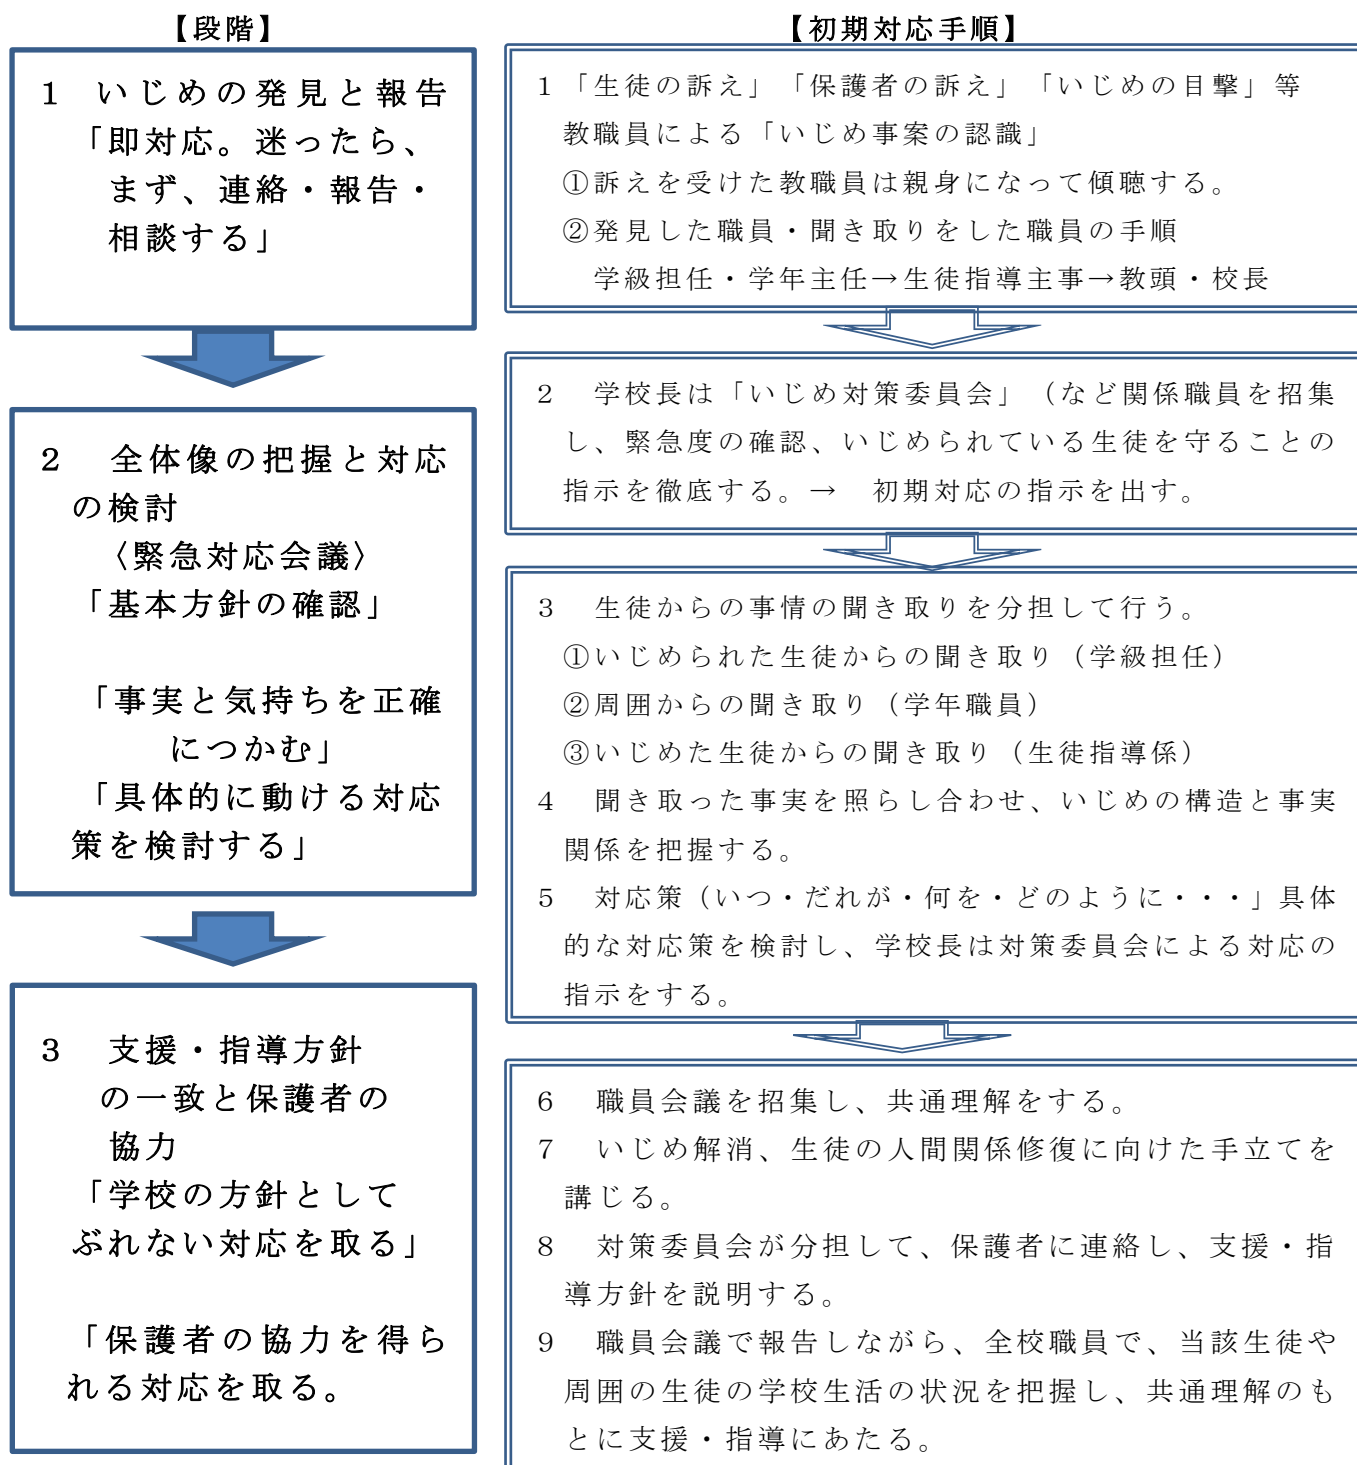 【段階】
1 いじめの発見と報告
「即対応。迷ったら、
まず、連絡・報告・
相談する」
2 全体像の把握と対応
の検討
〈緊急対応会議〉
「基本方針の確認」
「事実と気持ちを正確
につかむ」
「具体的に動ける対応
策を検討する」
3 支援・指導方針
の一致と保護者の
協力
「学校の方針として
ぶれない対応を取る」
「保護者の協力を得ら
れる対応を取る。
【初期対応手順】
1「生徒の訴え」「保護者の訴え」「いじめの目撃」等
教職員による「いじめ事案の認識」
①訴えを受けた教職員は親身になって傾聴する。
②発見した職員・聞き取りをした職員の手順
学級担任・学年主任→生徒指導主事→教頭・校長
2 学校長は「いじめ対策委員会」（など関係職員を招集
し、緊急度の確認、いじめられている生徒を守ることの
指示を徹底する。→ 初期対応の指示を出す。
3 生徒からの事情の聞き取りを分担して行う。
①いじめられた生徒からの聞き取り（学級担任）
②周囲からの聞き取り（学年職員）
③いじめた生徒からの聞き取り（生徒指導係）
4 聞き取った事実を照らし合わせ、いじめの構造と事実
関係を把握する。
5 対応策（いつ・だれが・何を・どのように・・・」具体
的な対応策を検討し、学校長は対策委員会による対応の
指示をする。
6 職員会議を招集し、共通理解をする。
7 いじめ解消、生徒の人間関係修復に向けた手立てを
講じる。
8 対策委員会が分担して、保護者に連絡し、支援・指
導方針を説明する。
9 職員会議で報告しながら、全校職員で、当該生徒や
周囲の生徒の学校生活の状況を把握し、共通理解のも
とに支援・指導にあたる。